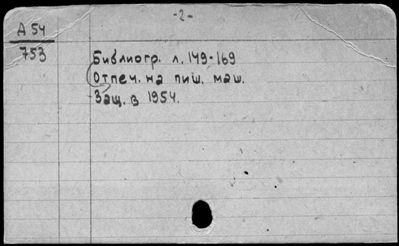 -2-
А 54
753
Библиогр. л. 149-169
Отпеч. на пиш. маш.
Защ. в 1954.